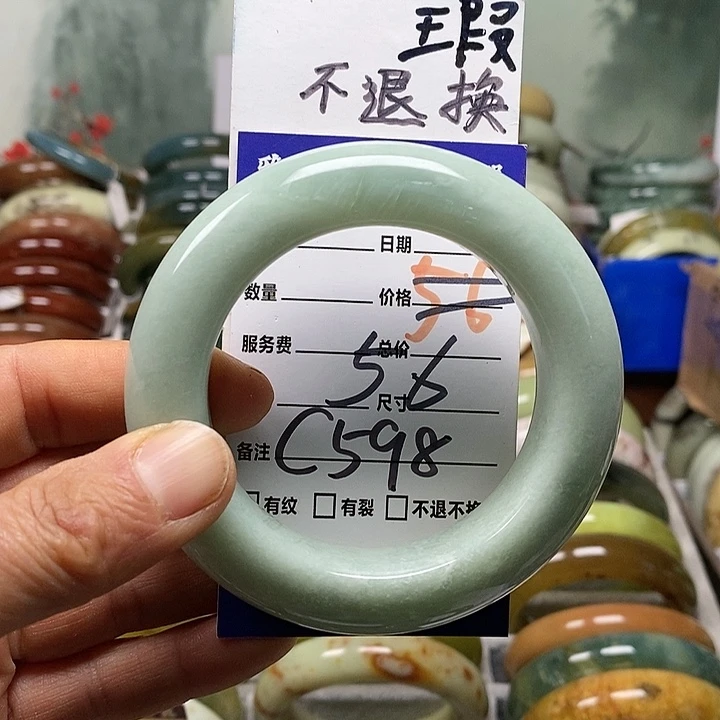 瑕
不退换
日期
数量 价格 56
服务费 总价
56
尺寸
备注 C598
有纹 有裂 不退不换